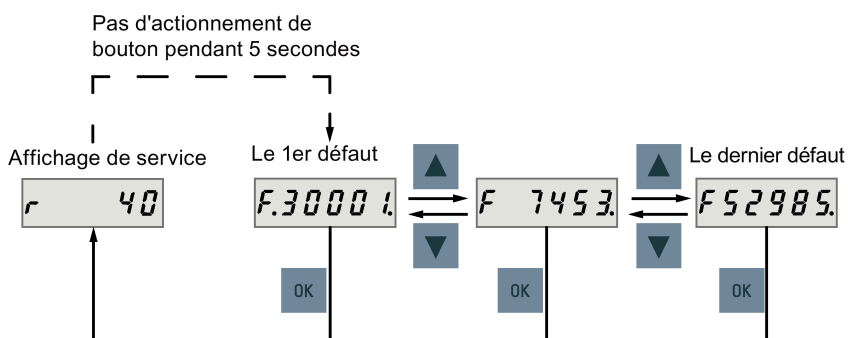 Pas d'actionnement de
bouton pendant 5 secondes
Affichage de service
Le 1er défaut
Le dernier défaut
r 40
F.30001.
F 7453.
F52985.
OK
OK
OK